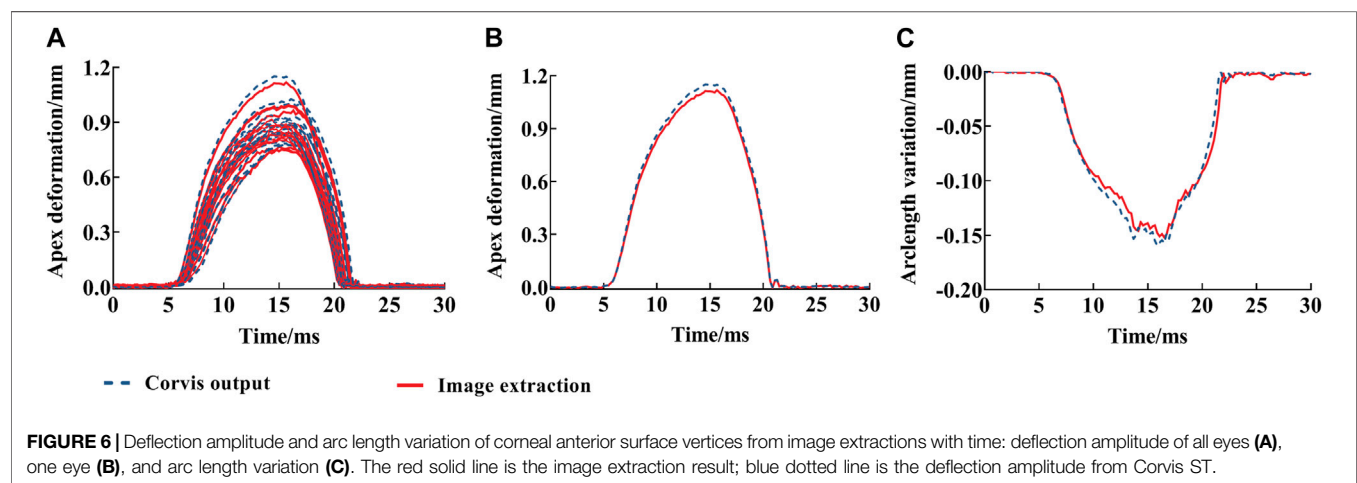 A
B
C
Apex deformation/mm
1.2
0.9
0.6
0.3
0.0
0 5 10 15 20 25 30
Time/ms
Apex deformation/mm
1.2
0.9
0.6
0.3
0.0
0 5 10 15 20 25 30
Time/ms
Arclength variation/mm
0.00
-0.05
-0.10
-0.15
-0.20
0 5 10 15 20 25 30
Time/ms
Corvis output
Image extraction
FIGURE 6 | Deflection amplitude and arc length variation of corneal anterior surface vertices from image extractions with time: deflection amplitude of all eyes (A),
one eye (B), and arc length variation (C). The red solid line is the image extraction result; blue dotted line is the deflection amplitude from Corvis ST.